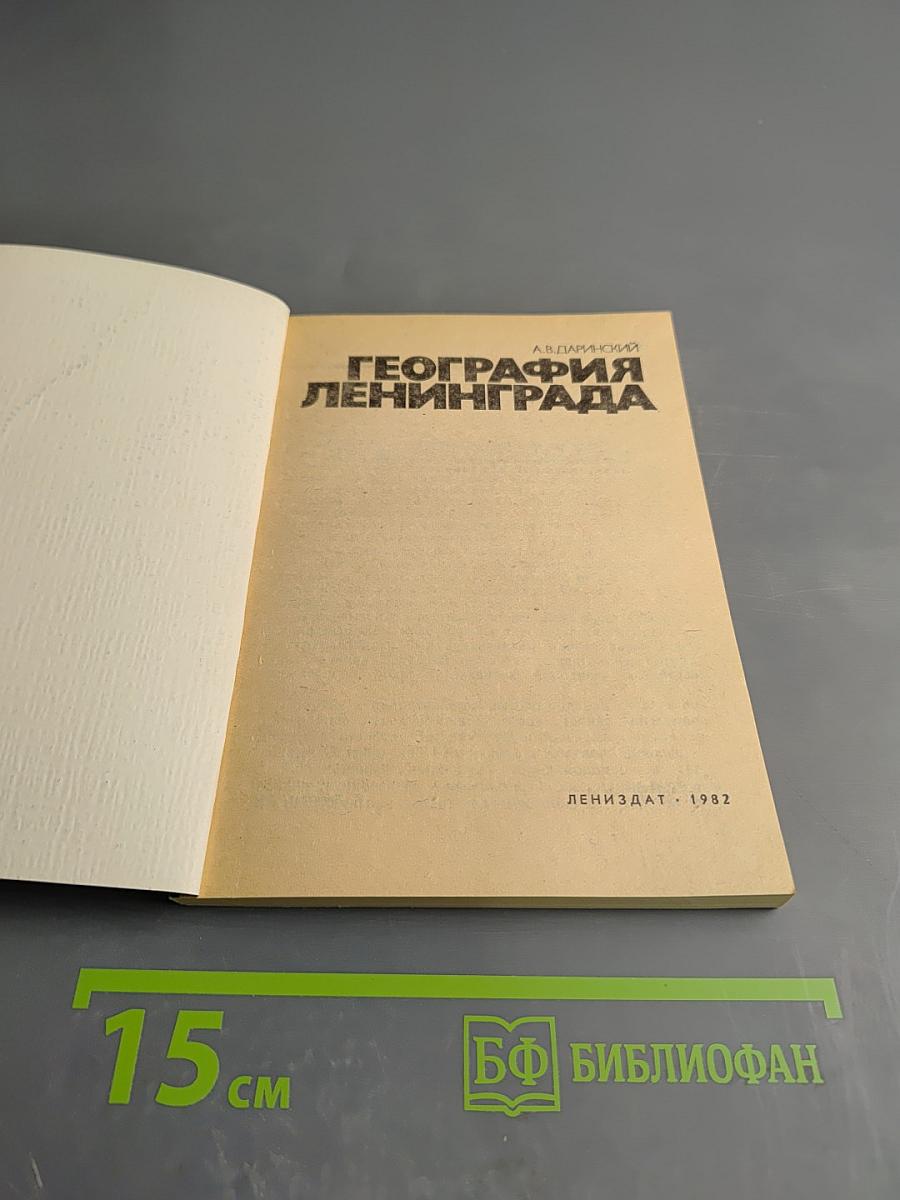 А.В.ДАРИНСКИЙ
ГЕОГРАФИЯ
ЛЕНИНГРАДА
ЛЕНИЗДАТ · 1982
15 см
БФ БИБЛИОФАН